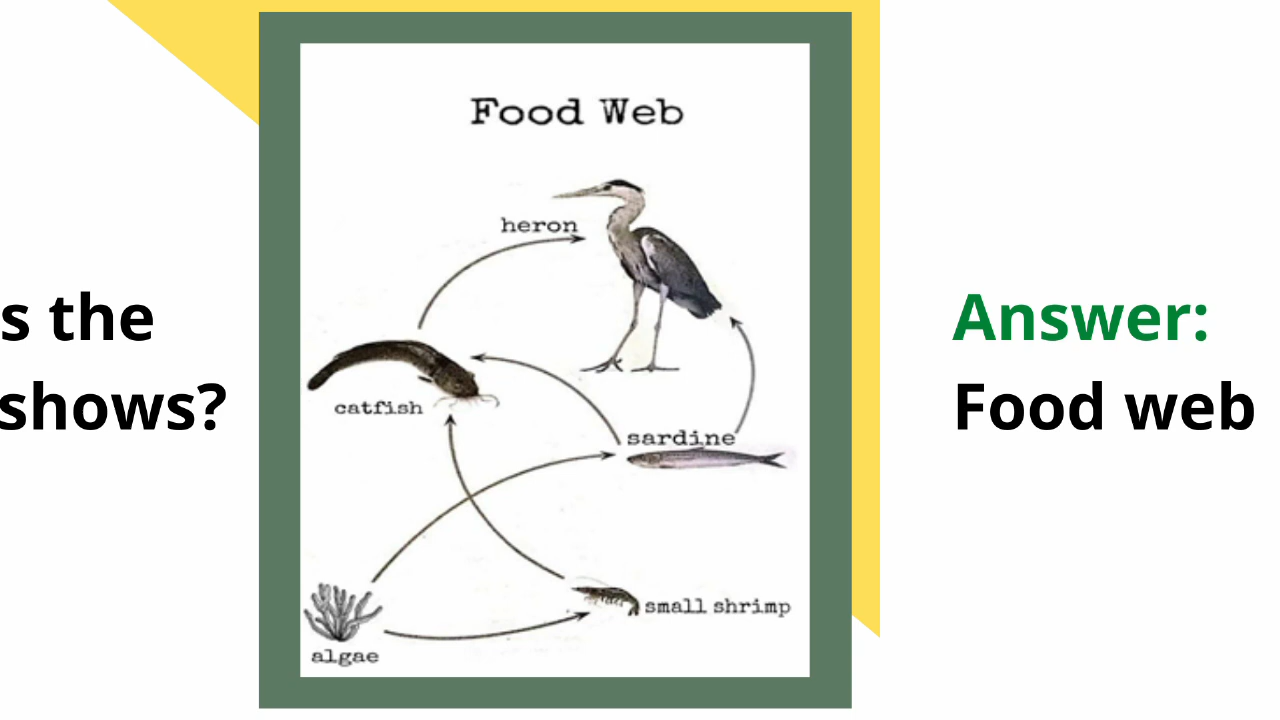 s the
shows?
Food Web
heron
catfish
sardine
small shrimp
algae
Answer:
Food web